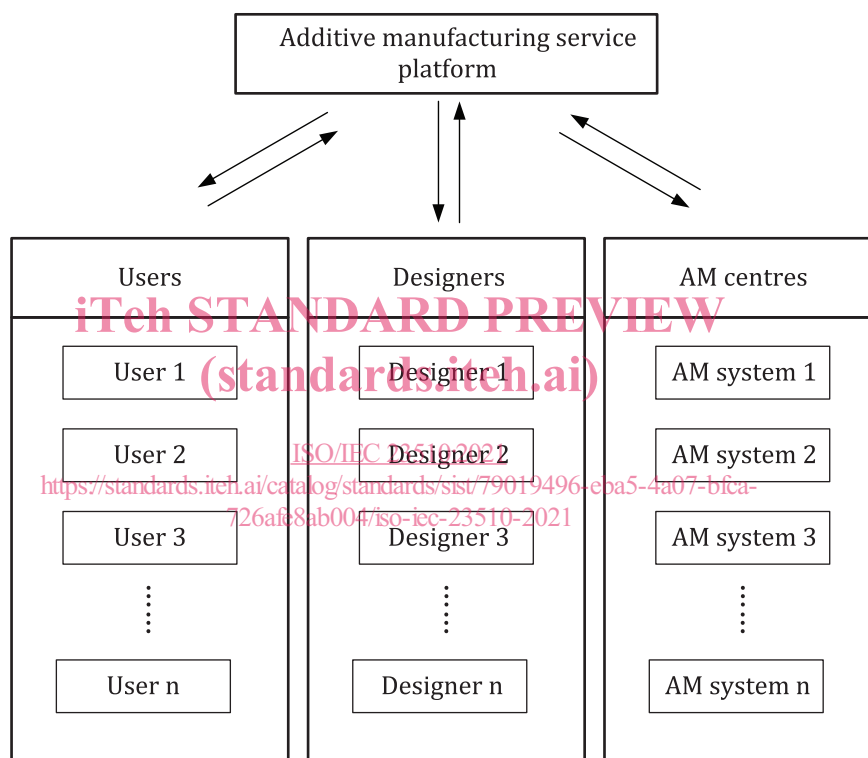 Additive manufacturing service
platform
Users
Designers
AM centres
iTeh STANDARD PREVIEW
(standards.iteh.ai)
User 1
Designer 1
AM system 1
User 2
Designer 2
AM system 2
ISO/IEC 23510:2021
https://standards.iteh.ai/catalog/standards/sist/79019496-eba5-4a07-bfca-
726afe8ab004/iso-iec-23510-2021
User 3
Designer 3
AM system 3
User n
Designer n
AM system n